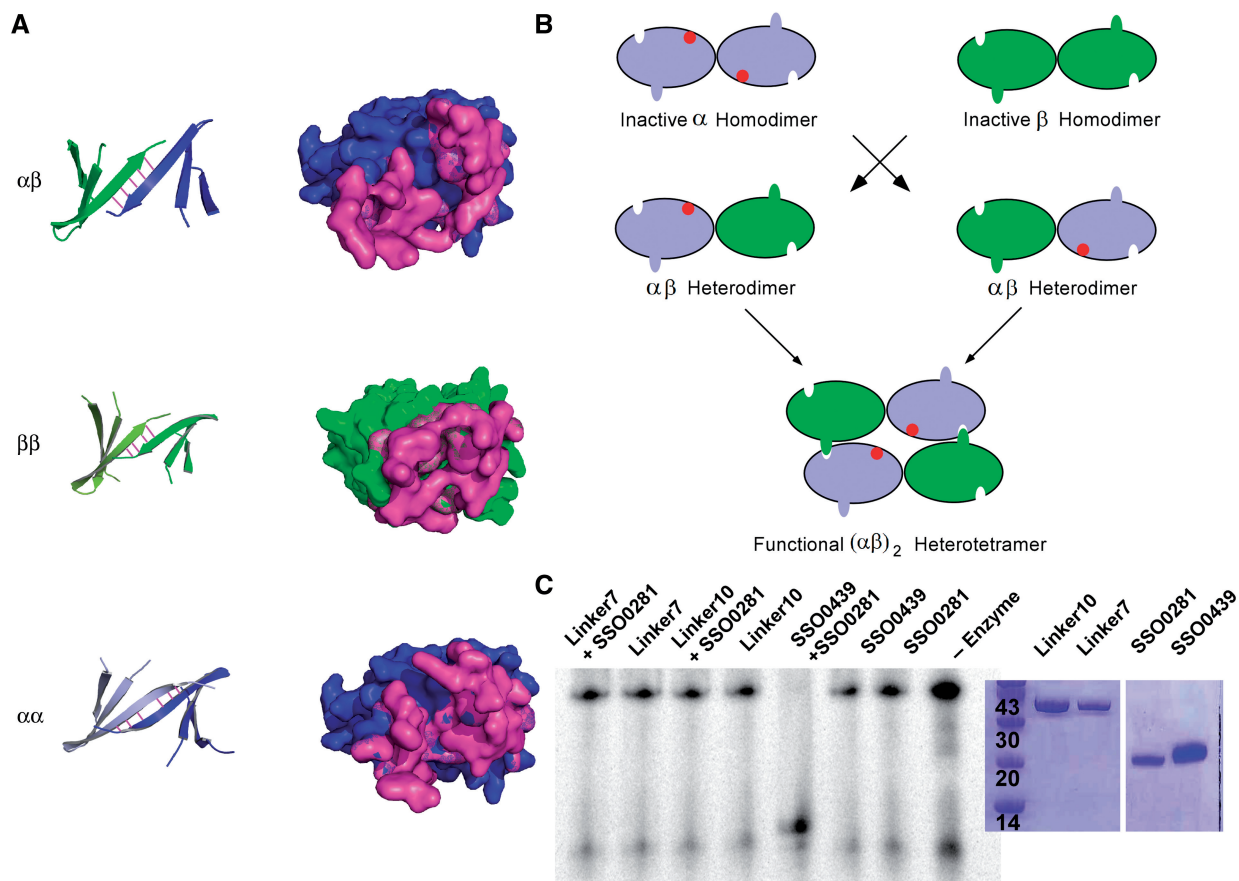 A
αβ
ββ
αα
B
Inactive α Homodimer
Inactive β Homodimer
αβ Heterodimer
αβ Heterodimer
Functional (αβ)2 Heterotetramer
C
Linker7
+ SSO0281
Linker7
Linker10
+ SSO0281
Linker10
SSO0439
+SSO0281
SSO0439
SSO0281
– Enzyme
Linker10
Linker7
SSO0281
SSO0439
43
30
20
14